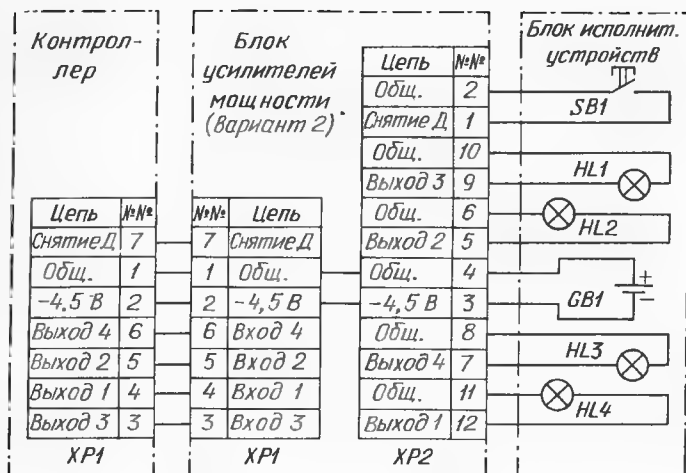 Контрол-
лер
Цепь №№
Снятие Д 7
Общ. 1
-4,5 В 2
Выход 4 6
Выход 2 5
Выход 1 4
Выход 3 3
ХР1
Блок
усилителей
мощности
(Вариант 2)
№№ Цепь
7 Снятие Д
1 Общ.
2 -4,5 В
6 Вход 4
5 Вход 2
4 Вход 1
3 Вход 3
ХР1
Цепь №№
Общ. 2
Снятие Д 1
Общ. 10
Выход 3 9
Общ. 6
Выход 2 5
Общ. 4
-4,5 В 3
Общ. 8
Выход 4 7
Общ. 11
Выход 1 12
ХР2
Блок исполнит.
устройств
SB1
HL1
HL2
+
GB1 −
HL3
HL4